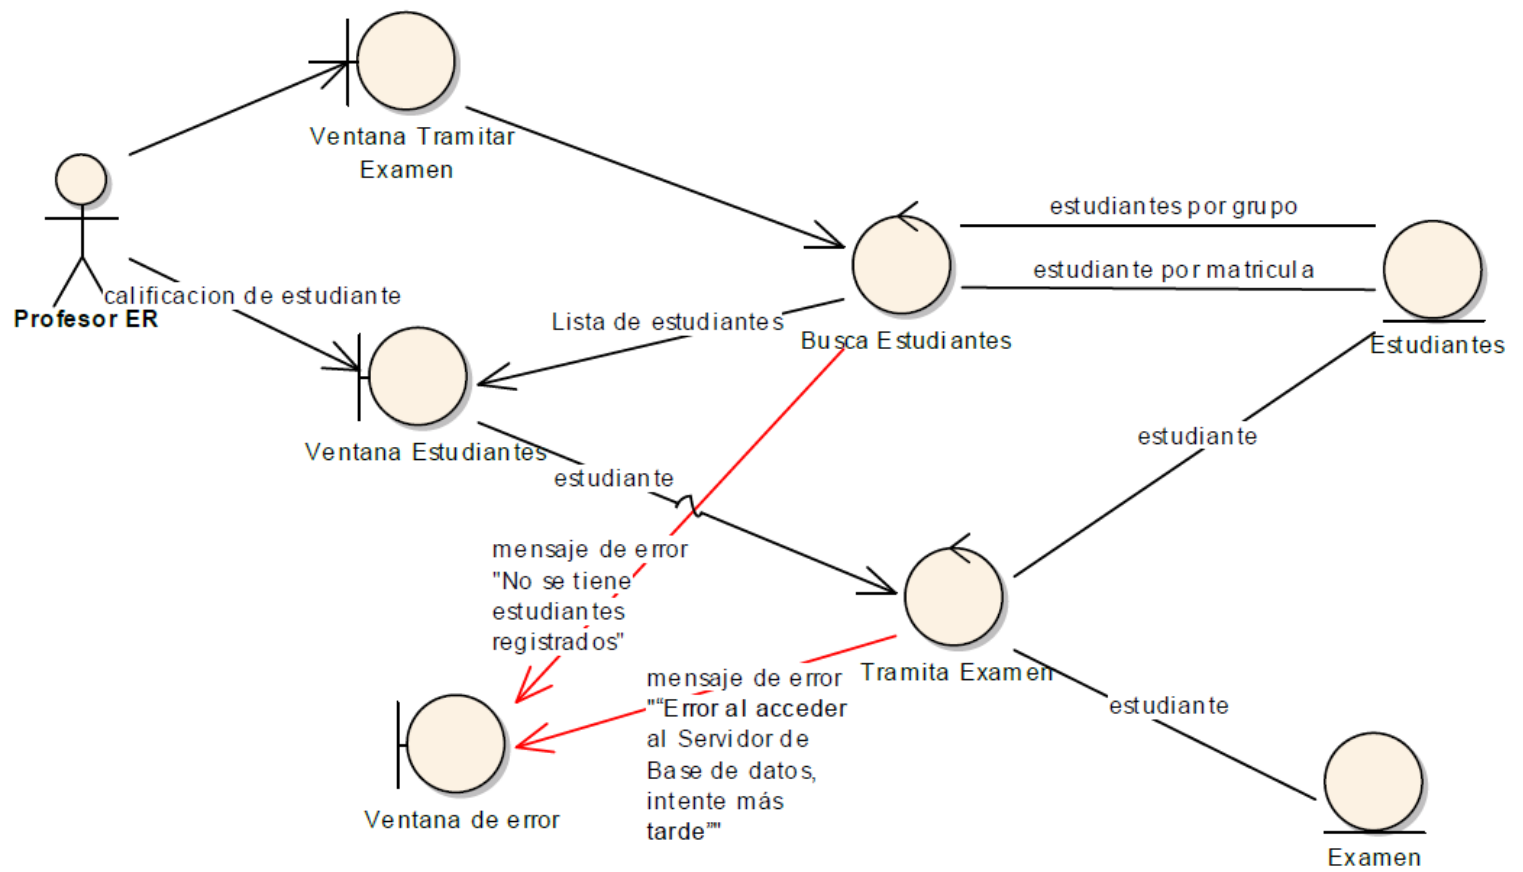 Ventana Tramitar
Examen
estudiantes por grupo
estudiante por matricula
calificacion de estudiante
Profesor ER
Lista de estudiantes
Busca Estudiantes
Estudiantes
Ventana Estudiantes
estudiante
estudiante
mensaje de error
"No se tiene
estudiantes
registrados"
Tramita Examen
mensaje de error
"“Error al acceder
al Servidor de
Base de datos,
intente más
tarde”"
estudiante
Ventana de error
Examen